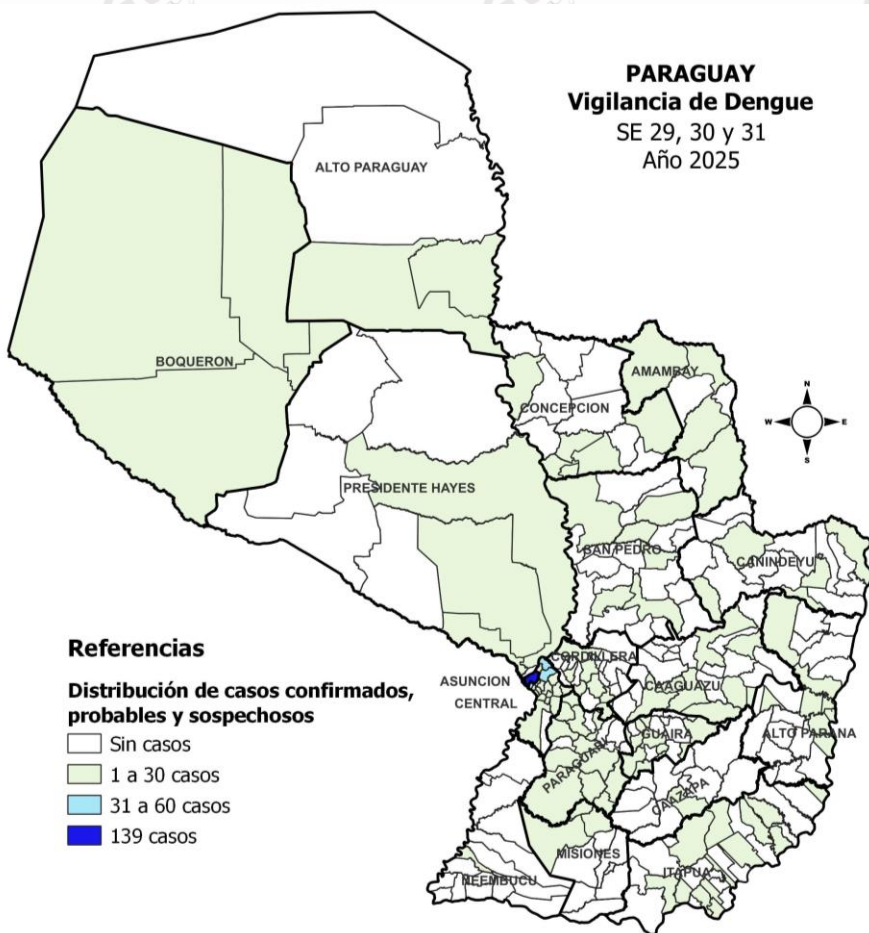 PARAGUAY
Vigilancia de Dengue
SE 29, 30 y 31
Año 2025
ALTO PARAGUAY
BOQUERON
AMAMBAY
CONCEPCION
N
W
E
S
PRESIDENTE HAYES
SAN PEDRO
CANINDEYU
CORDILLERA
ASUNCION
CENTRAL
CAAGUAZU
GUAIRA
ALTO PARANA
PARAGUARI
CAAZAPA
MISIONES
ITAPUA
ÑEEMBUCU
Referencias
Distribución de casos confirmados,
probables y sospechosos
Sin casos
1 a 30 casos
31 a 60 casos
139 casos